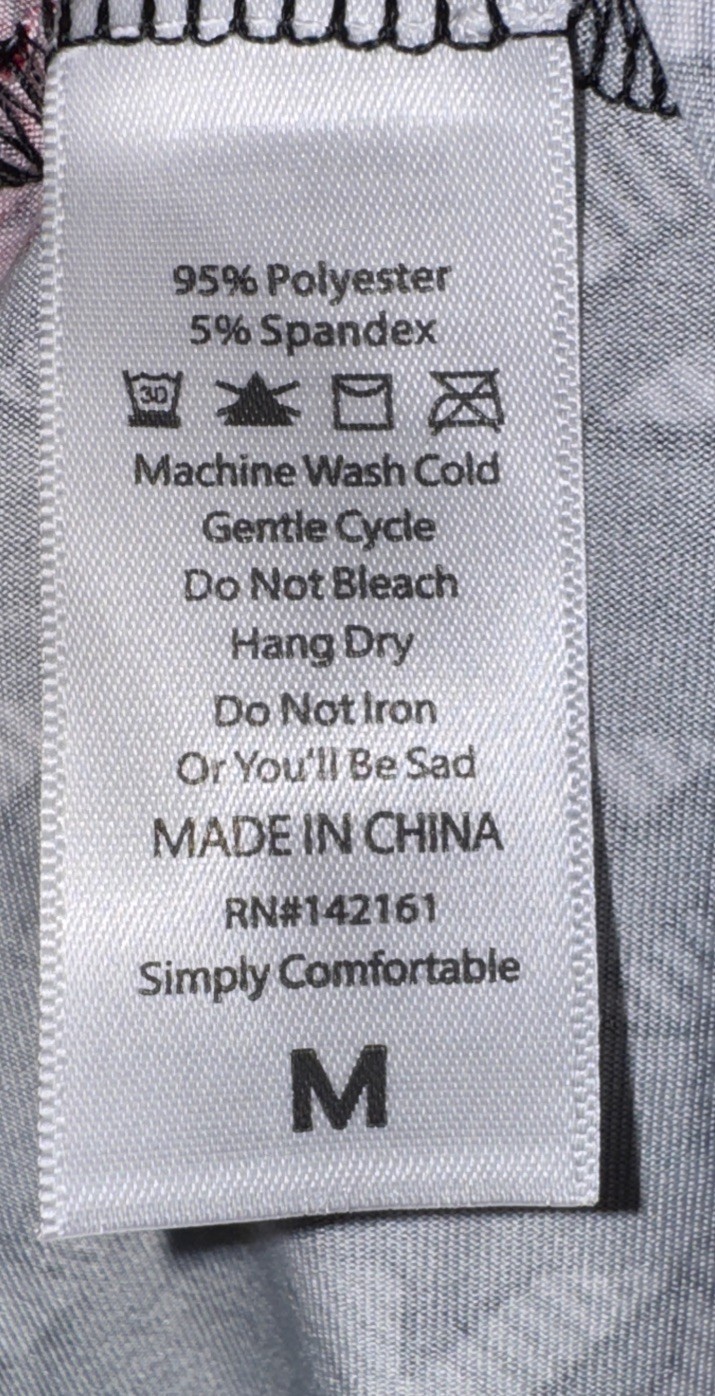 95% Polyester
5% Spandex
30
Machine Wash Cold
Gentle Cycle
Do Not Bleach
Hang Dry
Do Not Iron
Or You'll Be Sad
MADE IN CHINA
RN#142161
Simply Comfortable
M